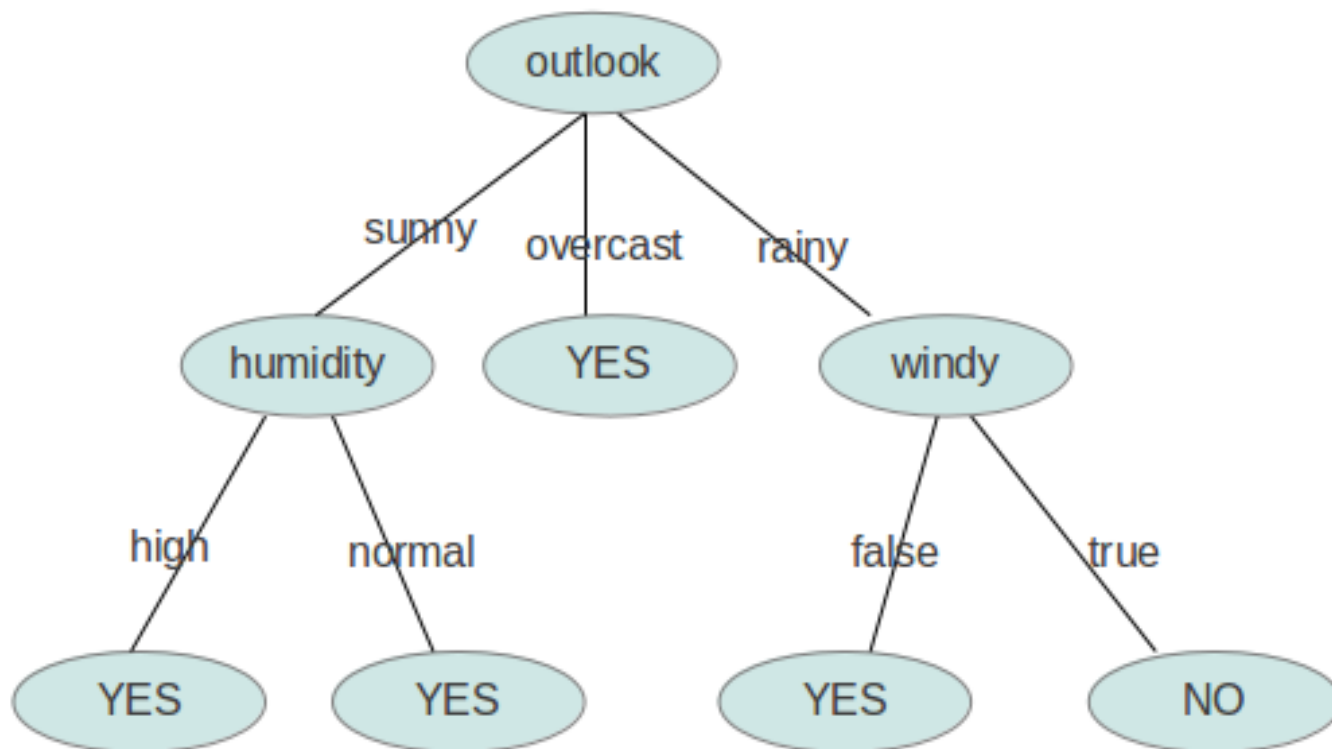 outlook
sunny
overcast
rainy
humidity
YES
windy
high
normal
false
true
YES
YES
YES
NO